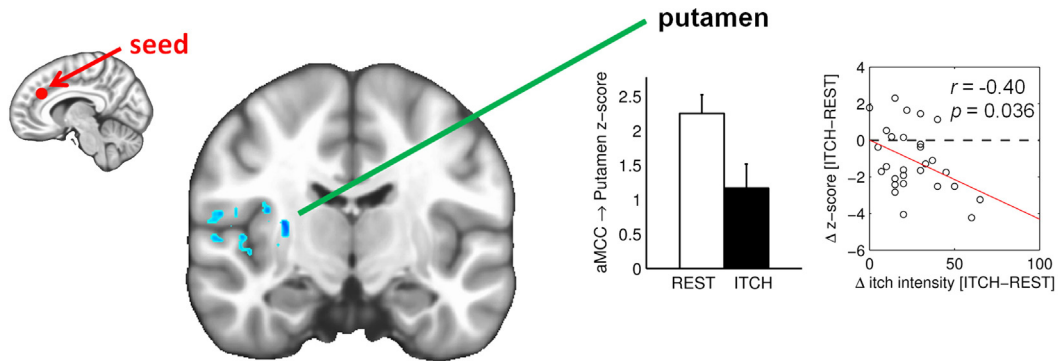 seed
putamen
aMCC → Putamen z-score
2.5
2
1.5
1
0.5
0
REST
ITCH
Δ z-score [ITCH−REST]
4
2
0
−2
−4
−6
r = -0.40
p = 0.036
0
50
100
Δ itch intensity [ITCH−REST]